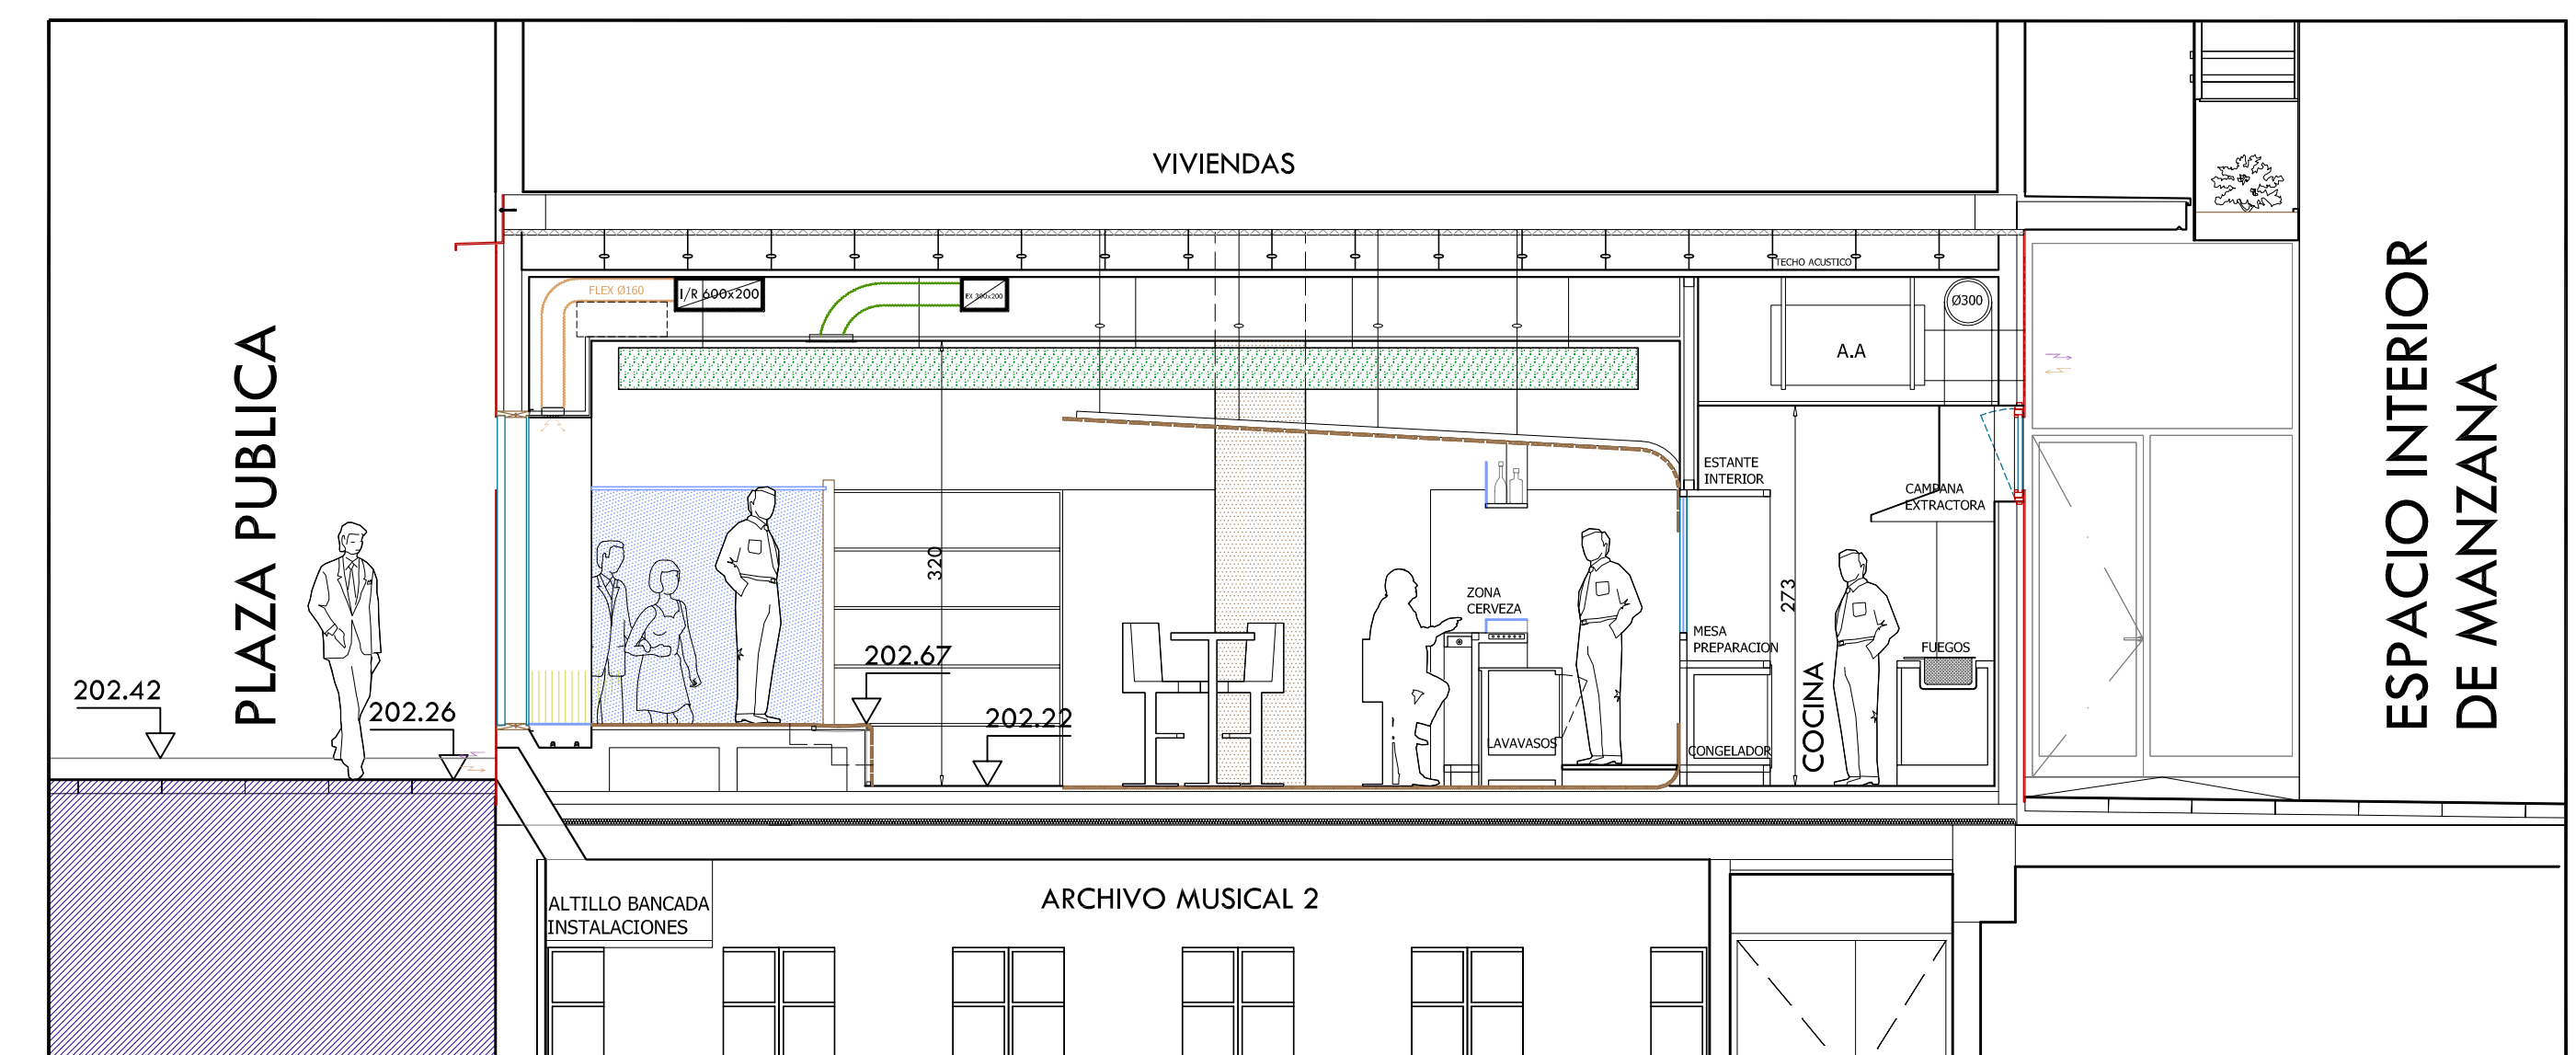 VIVIENDAS
TECHO ACUSTICO
FLEX Ø160
I/R 600x200
EX 300x200
Ø300
A.A
PLAZA PUBLICA
ESPACIO INTERIOR
DE MANZANA
ESTANTE
INTERIOR
CAMPANA
EXTRACTORA
320
273
ZONA
CERVEZA
MESA
PREPARACION
FUEGOS
202.67
202.42
202.26
202.22
LAVAVASOS
CONGELADOR
COCINA
ALTILLO BANCADA
INSTALACIONES
ARCHIVO MUSICAL 2